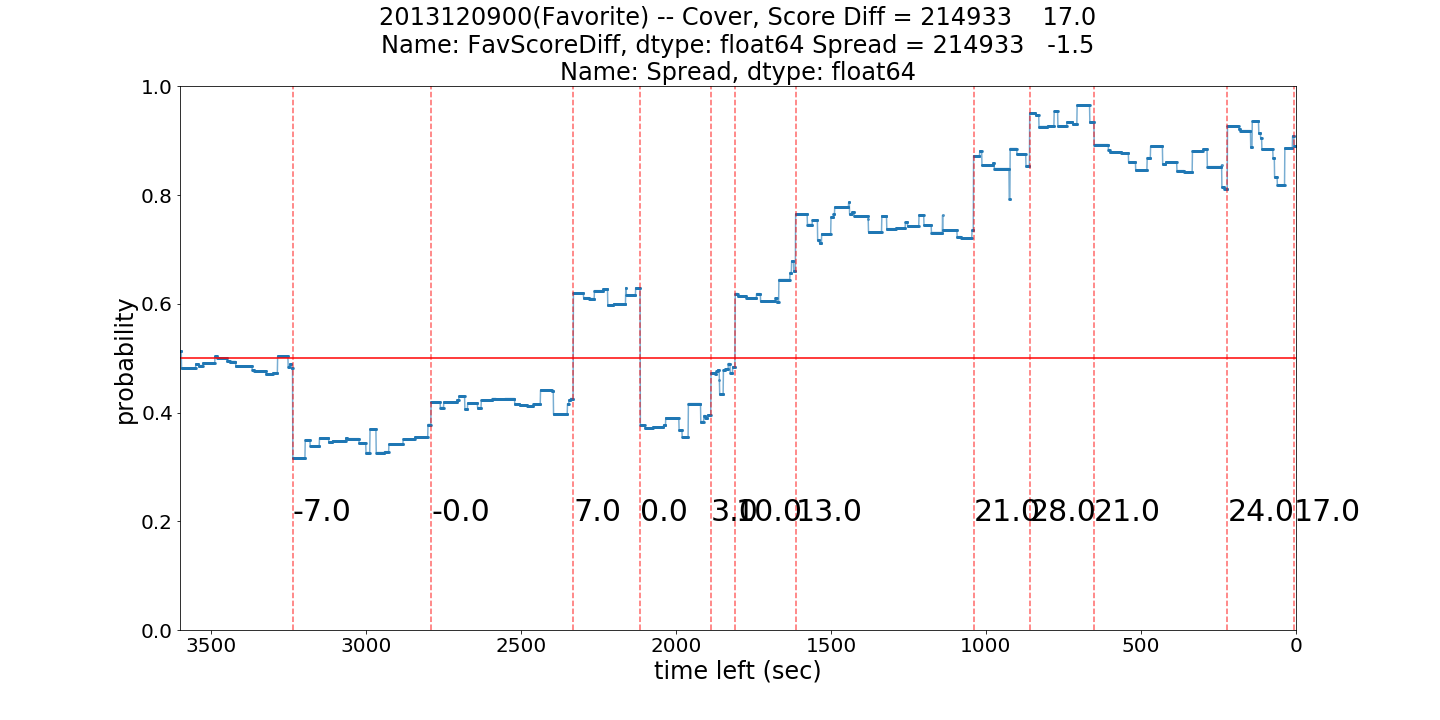 2013120900(Favorite) -- Cover, Score Diff = 214933    17.0
Name: FavScoreDiff, dtype: float64 Spread = 214933   -1.5
Name: Spread, dtype: float64
probability
1.0
0.8
0.6
0.4
0.2
0.0
-7.0 -0.0 7.0 0.0 3.0 10.0 13.0 21.0 28.0 21.0 24.0 17.0
3500 3000 2500 2000 1500 1000 500 0
time left (sec)